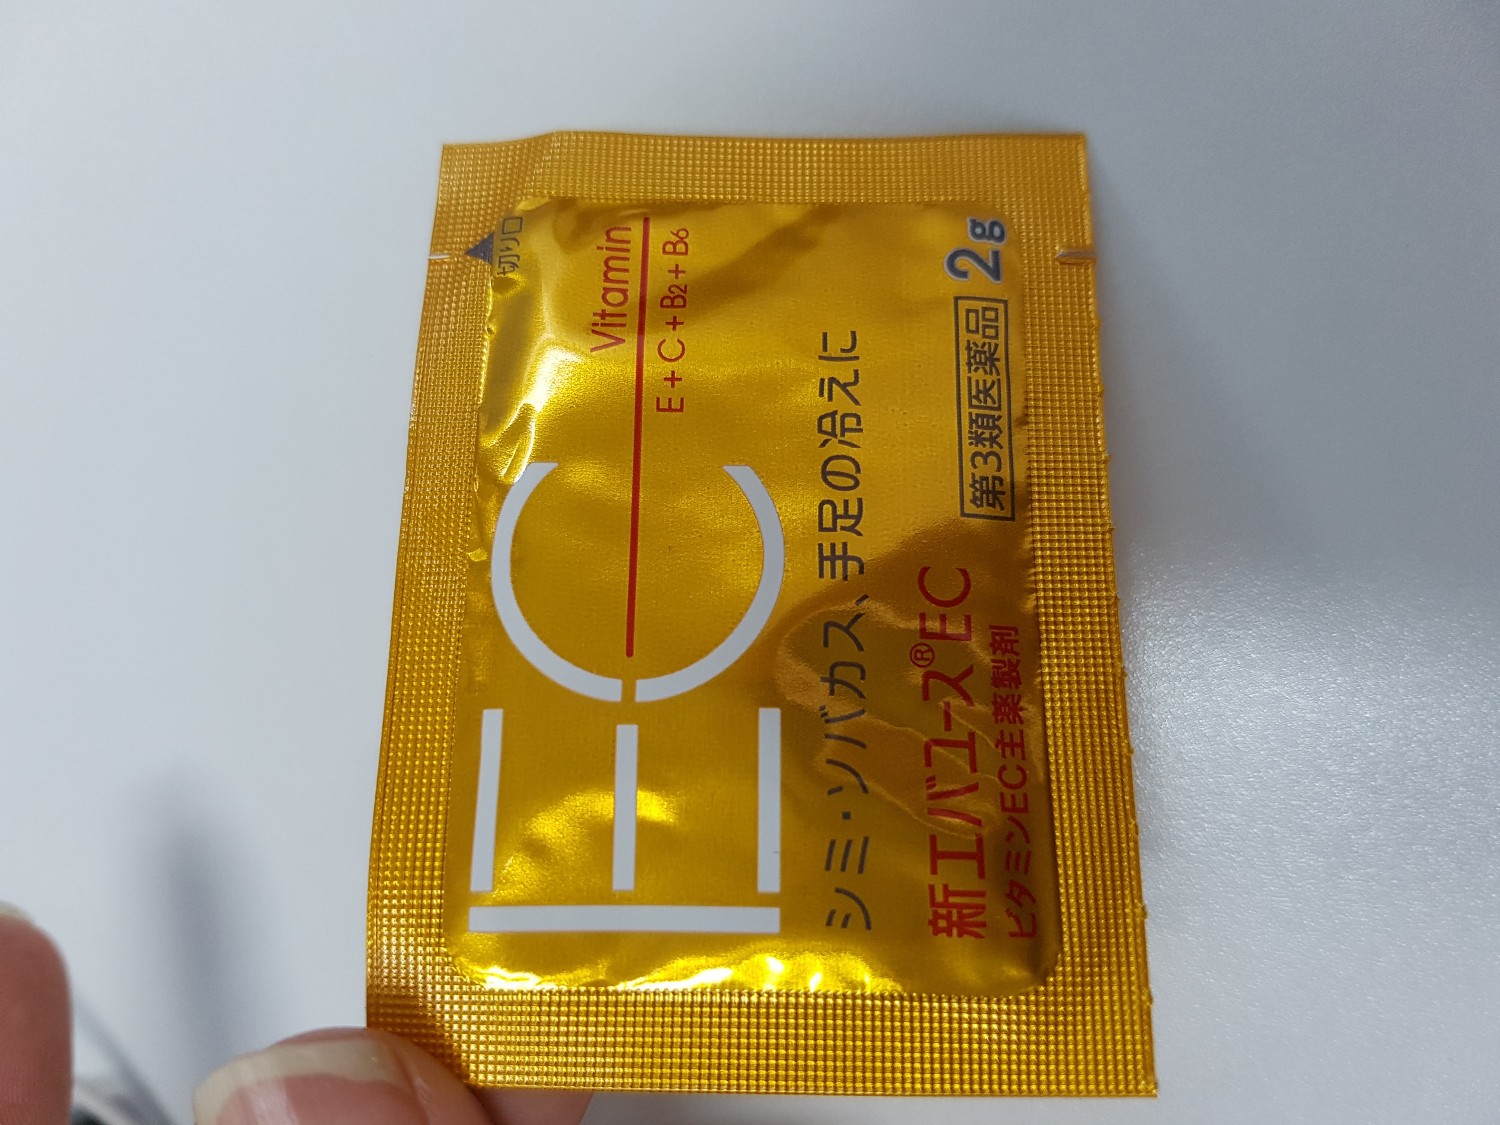 切り口
EC
Vitamin
E+C+B2+B6
シミ・ソバカス、手足の冷えに
新エバユース®EC 第3類医薬品 2g
ビタミンEC主薬製剤